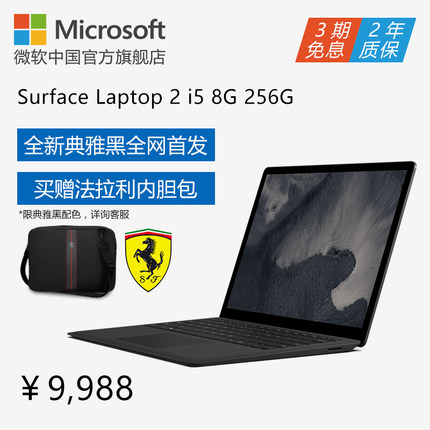 Microsoft
微软中国官方旗舰店
3期
免息
2年
质保
Surface Laptop 2 i5 8G 256G
全新典雅黑全网首发
买赠法拉利内胆包
*限典雅黑配色，详询客服
S F
￥9,988